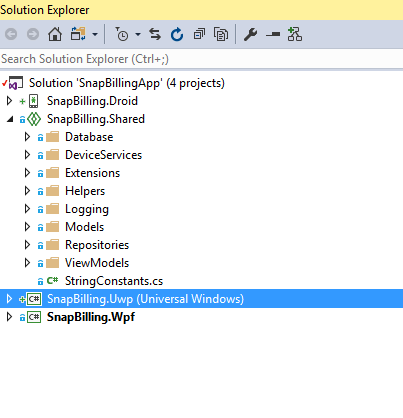 Solution Explorer
Search Solution Explorer (Ctrl+;)
Solution 'SnapBillingApp' (4 projects)
SnapBilling.Droid
SnapBilling.Shared
Database
DeviceServices
Extensions
Helpers
Logging
Models
Repositories
ViewModels
C# StringConstants.cs
C# SnapBilling.Uwp (Universal Windows)
C# SnapBilling.Wpf